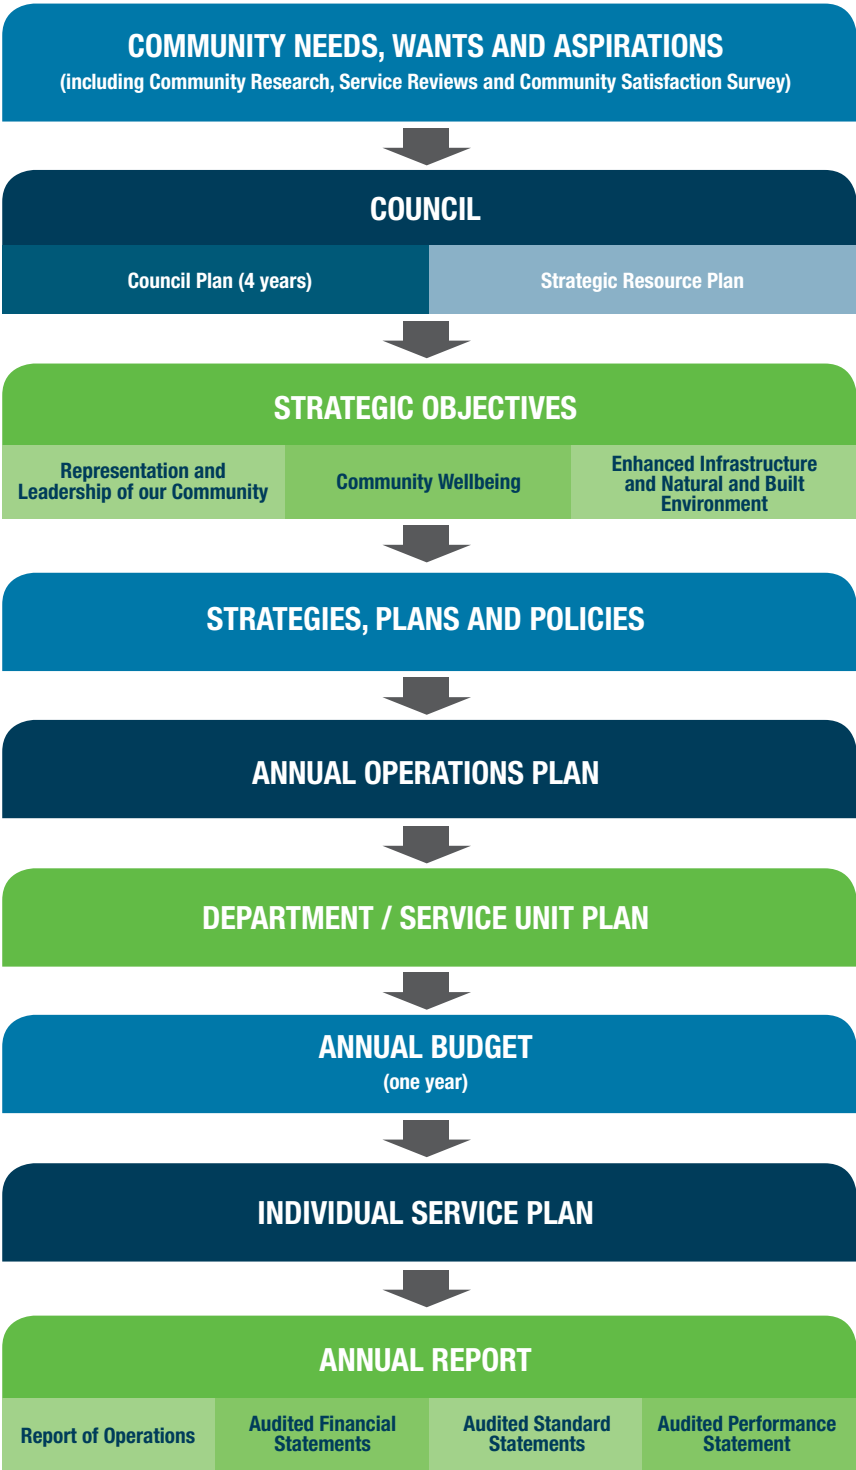 COMMUNITY NEEDS, WANTS AND ASPIRATIONS
(including Community Research, Service Reviews and Community Satisfaction Survey)
COUNCIL
Council Plan (4 years)
Strategic Resource Plan
STRATEGIC OBJECTIVES
Representation and
Leadership of our Community
Community Wellbeing
Enhanced Infrastructure
and Natural and Built
Environment
STRATEGIES, PLANS AND POLICIES
ANNUAL OPERATIONS PLAN
DEPARTMENT / SERVICE UNIT PLAN
ANNUAL BUDGET
(one year)
INDIVIDUAL SERVICE PLAN
ANNUAL REPORT
Report of Operations
Audited Financial
Statements
Audited Standard
Statements
Audited Performance
Statement